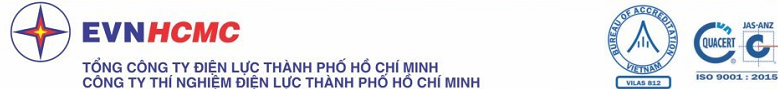 EVNHCMC
TỔNG CÔNG TY ĐIỆN LỰC THÀNH PHỐ HỒ CHÍ MINH
CÔNG TY THÍ NGHIỆM ĐIỆN LỰC THÀNH PHỐ HỒ CHÍ MINH
BUREAU OF ACCREDITATION
VIETNAM
VILAS 812
QUACERT
JAS-ANZ
ISO 9001 : 2015